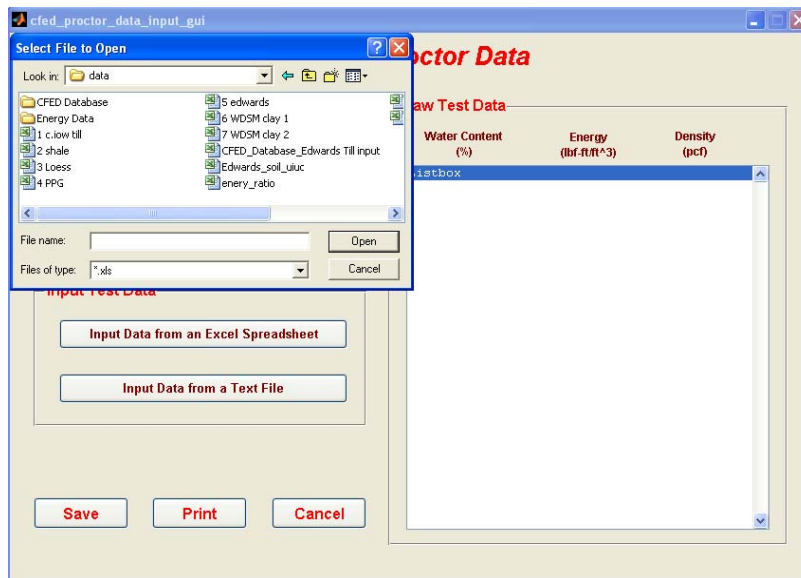 cfed_proctor_data_input_gui
Select File to Open
Look in: data
CFED Database
Energy Data
1 c.iow till
2 shale
3 Loess
4 PPG
5 edwards
6 WDSM clay 1
7 WDSM clay 2
CFED_Database_Edwards Till input
Edwards_soil_uiuc
enery_ratio
File name:
Open
Files of type: *.xls
Cancel
octor Data
aw Test Data
Water Content
(%)
Energy
(lbf-ft/ft^3)
Density
(pcf)
istbox
Input Test Data
Input Data from an Excel Spreadsheet
Input Data from a Text File
Save
Print
Cancel